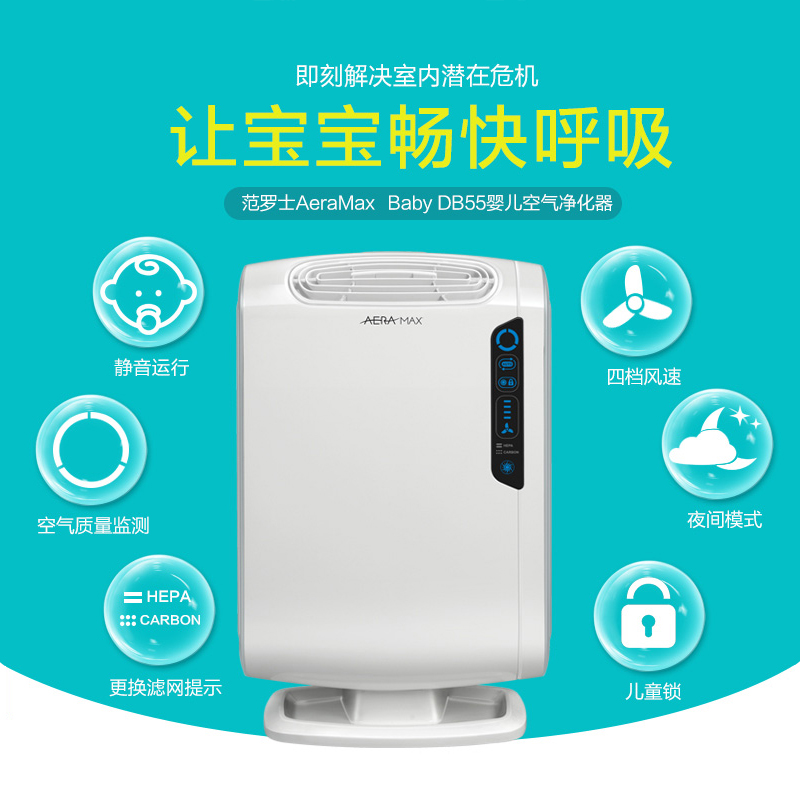 即刻解决室内潜在危机
让宝宝畅快呼吸
范罗士AeraMax Baby DB55婴儿空气净化器
AERA MAX
静音运行
四档风速
空气质量监测
HEPA
CARBON
夜间模式
HEPA
CARBON
更换滤网提示
儿童锁